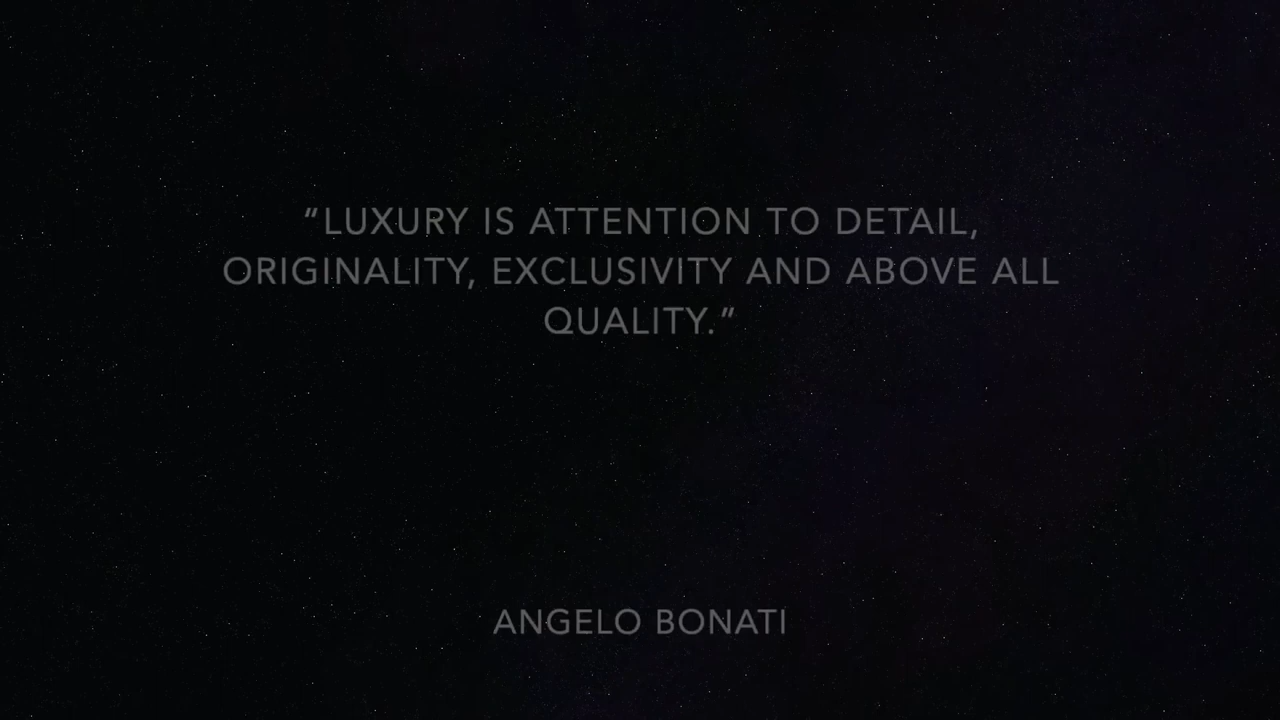 “LUXURY IS ATTENTION TO DETAIL,
ORIGINALITY, EXCLUSIVITY AND ABOVE ALL
QUALITY.”
ANGELO BONATI